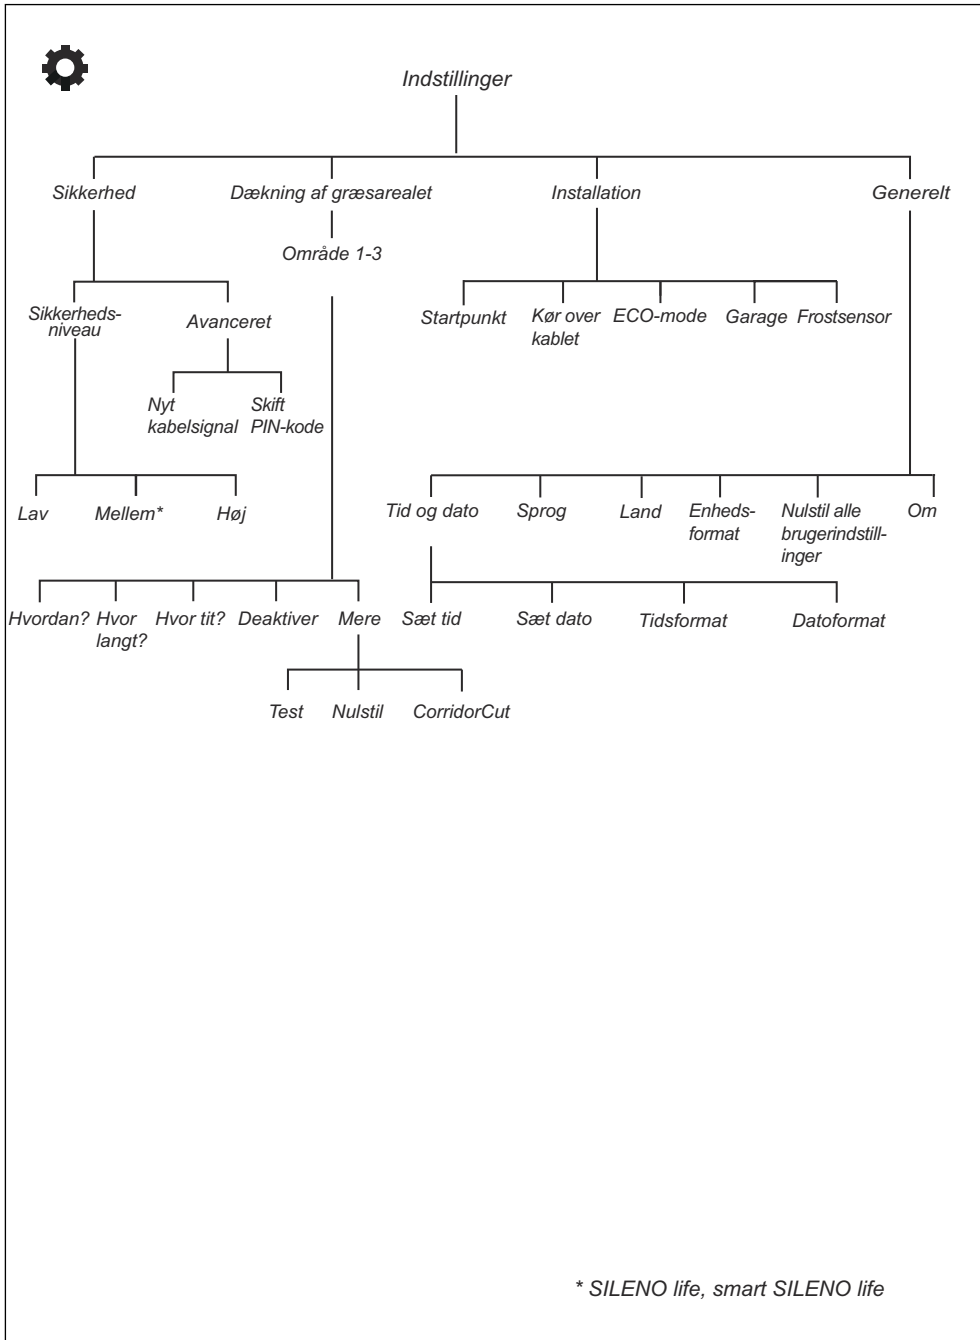 Indstillinger
Sikkerhed
Dækning af græsarealet
Installation
Generelt
Område 1-3
Sikkerheds-
niveau
Avanceret
Startpunkt
Kør over
kablet
ECO-mode
Garage
Frostsensor
Nyt
kabelsignal
Skift
PIN-kode
Lav
Mellem*
Høj
Tid og dato
Sprog
Land
Enheds-
format
Nulstil alle
brugerindstill-
inger
Om
Hvordan?
Hvor
langt?
Hvor tit?
Deaktiver
Mere
Sæt tid
Sæt dato
Tidsformat
Datoformat
Test
Nulstil
CorridorCut
* SILENO life, smart SILENO life